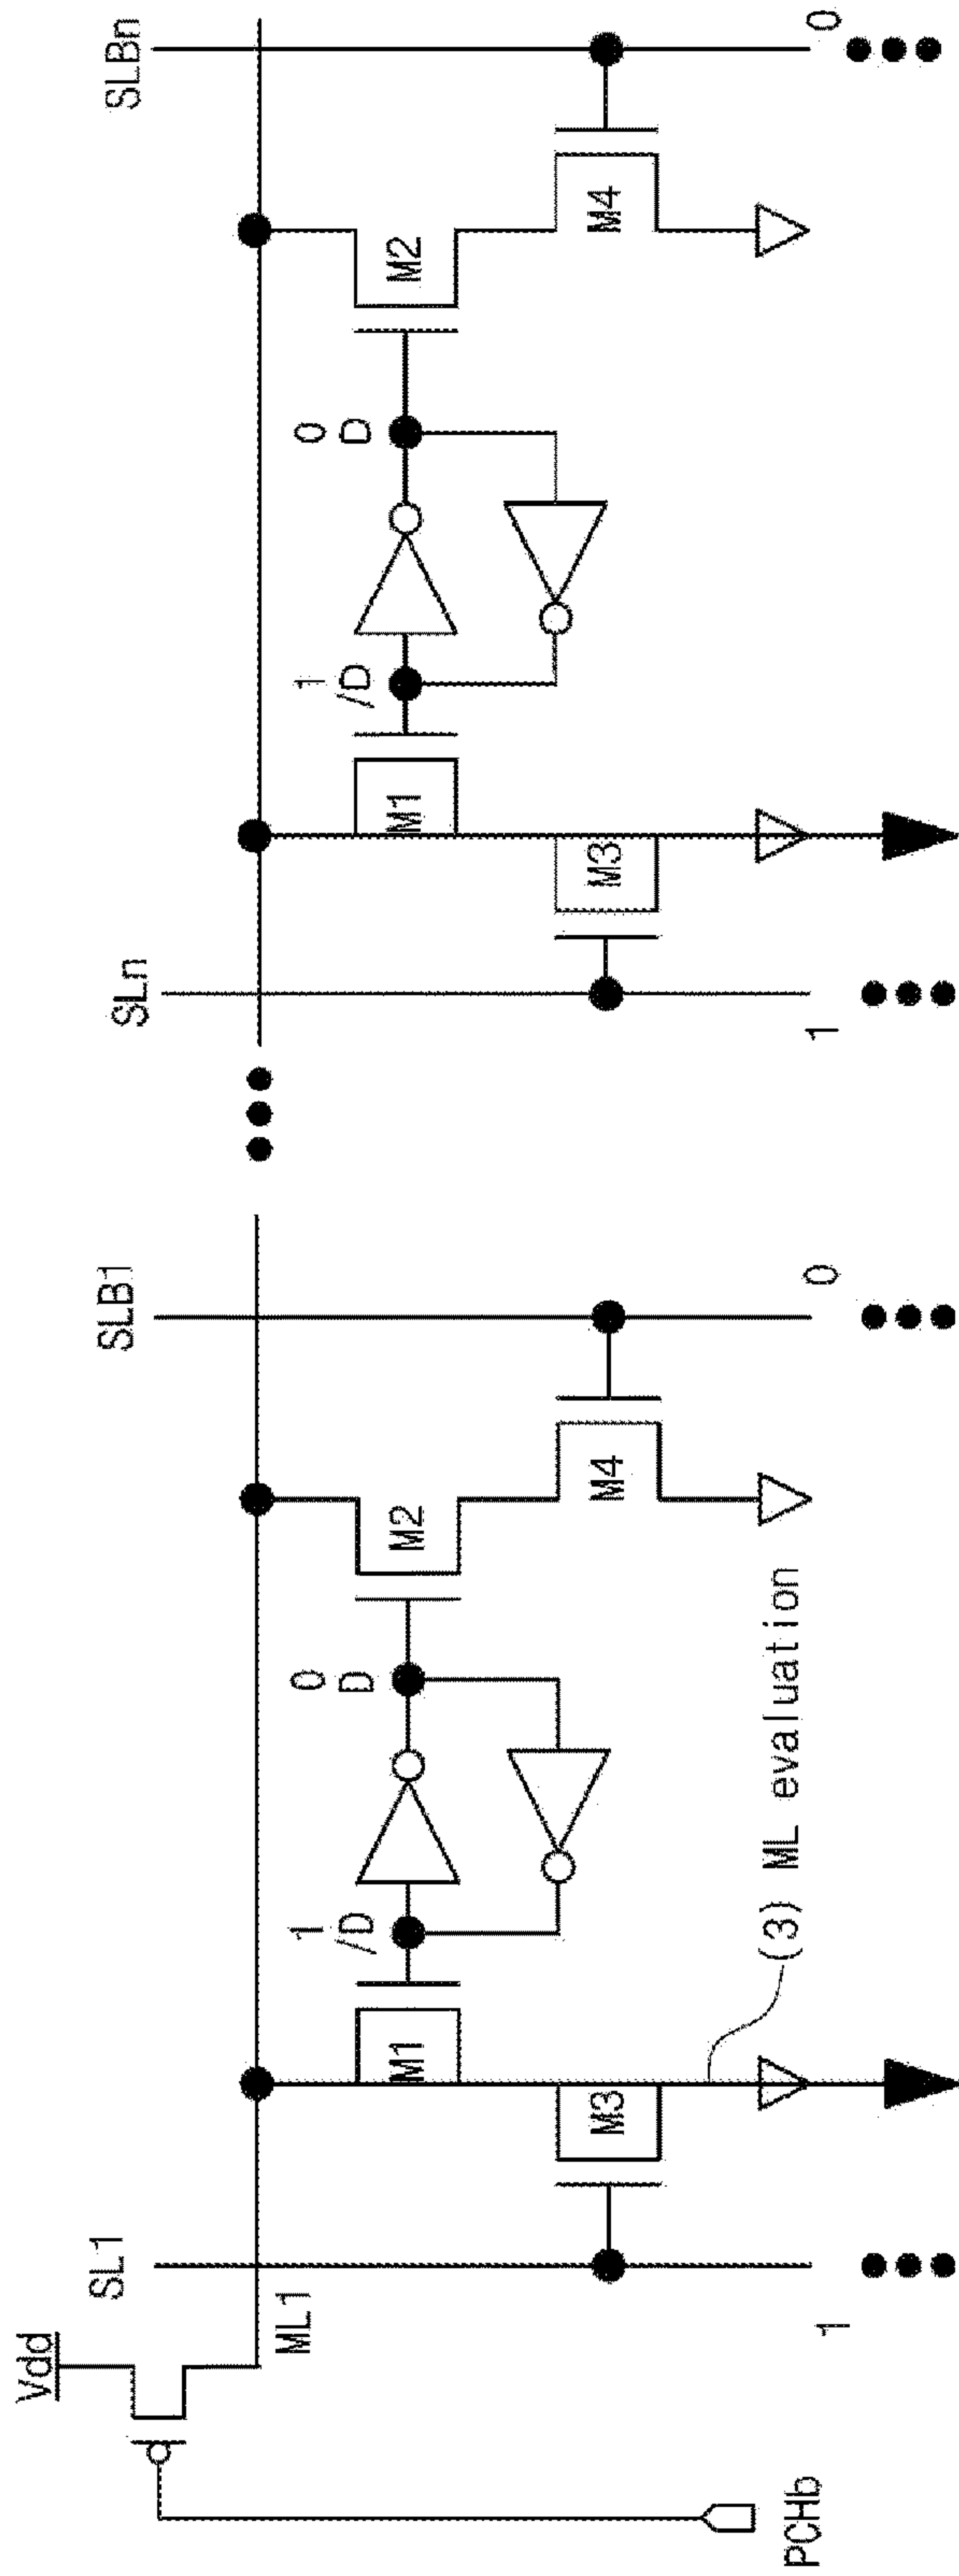 Vdd
SL1
SLB1
SLn
SLBn
ML1
PCHb
1
/D
0
D
1
/D
0
D
M1
M2
M1
M2
M3
M4
M3
M4
(3) ML evaluation
1
0
1
0